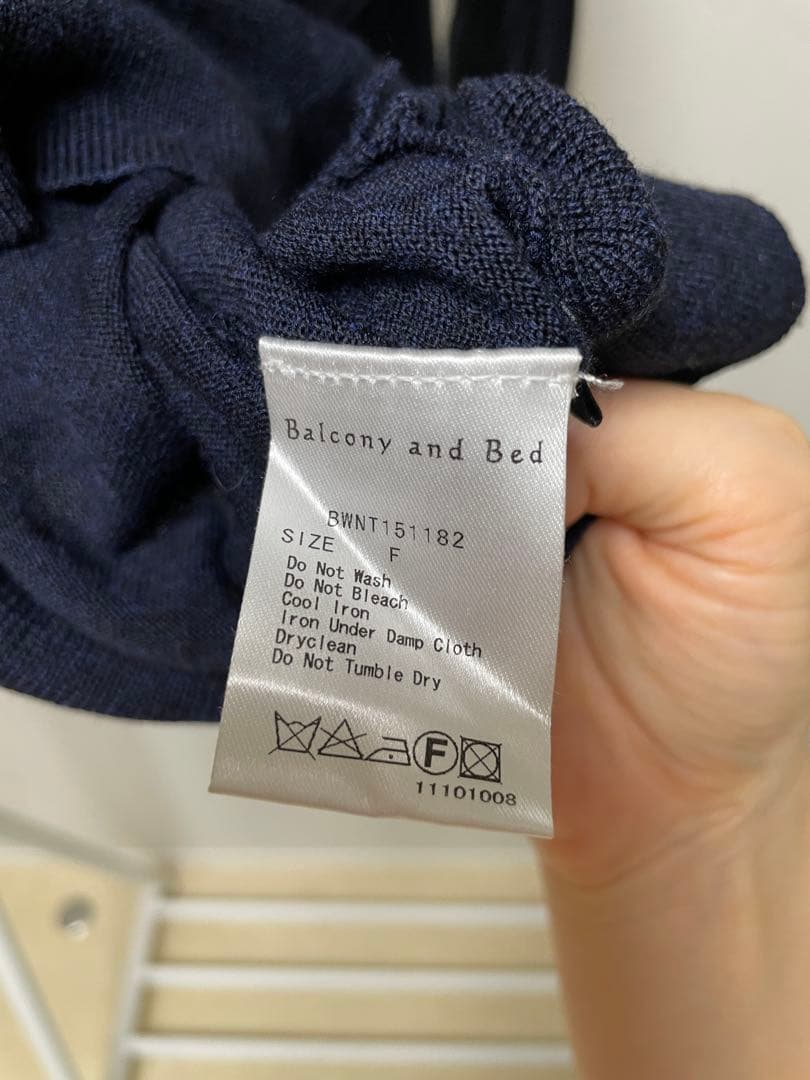 Balcony and Bed
BWNT151182
SIZE F
Do Not Wash
Do Not Bleach
Cool Iron
Iron Under Damp Cloth
Dryclean
Do Not Tumble Dry
F
11101008